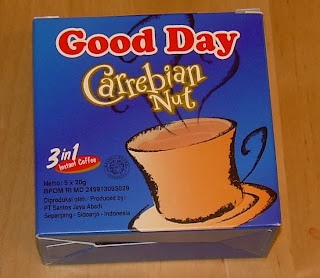 Good Day
Carrebian
Nut
3in1
Instant Coffee
Netto: 5 x 20g
BPOM RI MD 249913093029
Diproduksi oleh / Produced by:
PT Santos Jaya Abadi
Sepanjang - Sidoarjo - Indonesia